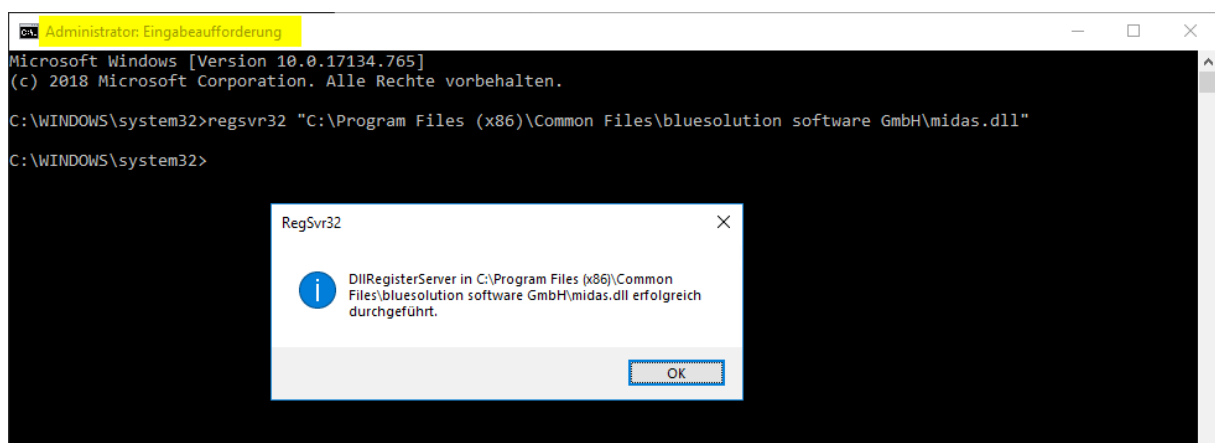 Administrator: Eingabeaufforderung
Microsoft Windows [Version 10.0.17134.765]
(c) 2018 Microsoft Corporation. Alle Rechte vorbehalten.
C:\WINDOWS\system32>regsvr32 "C:\Program Files (x86)\Common Files\bluesolution software GmbH\midas.dll"
C:\WINDOWS\system32>
RegSvr32
DllRegisterServer in C:\Program Files (x86)\Common
Files\bluesolution software GmbH\midas.dll erfolgreich
durchgeführt.
OK